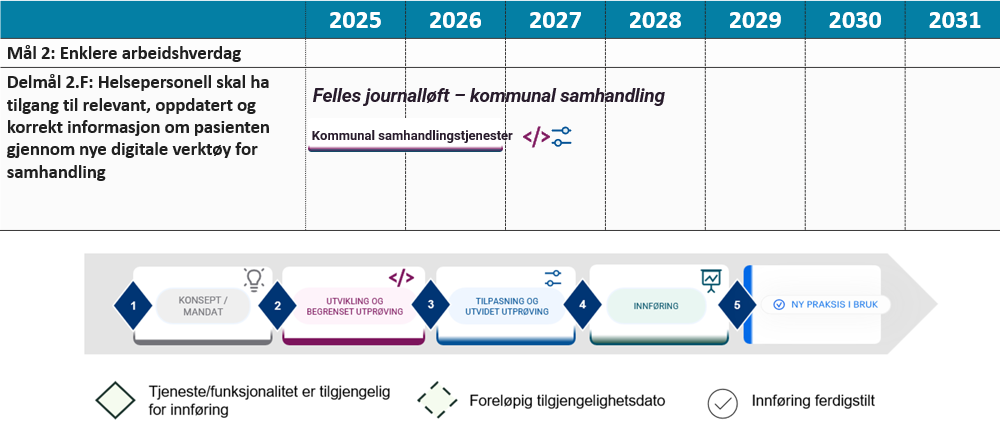 2025 2026 2027 2028 2029 2030 2031
Mål 2: Enklere arbeidshverdag
Delmål 2.F: Helsepersonell skal ha
tilgang til relevant, oppdatert og
korrekt informasjon om pasienten
gjennom nye digitale verktøy for
samhandling
Felles journalløft – kommunal samhandling
Kommunal samhandlingstjenester
1
KONSEPT /
MANDAT
2
UTVIKLING OG
BEGRENSET UTPRØVING
3
TILPASNING OG
UTVIDET UTPRØVING
4
INNFØRING
5
NY PRAKSIS I BRUK
Tjeneste/funksjonalitet er tilgjengelig
for innføring
Foreløpig tilgjengelighetsdato
Innføring ferdigstilt